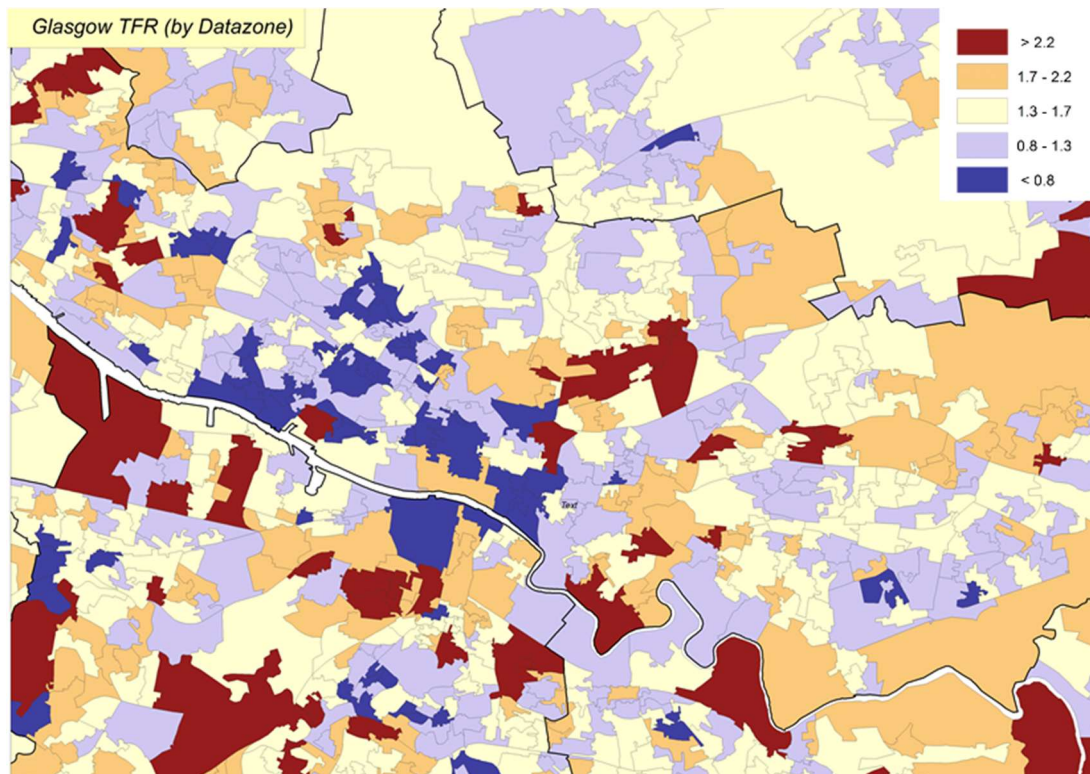 Glasgow TFR (by Datazone)
> 2.2
1.7 - 2.2
1.3 - 1.7
0.8 - 1.3
< 0.8
Text